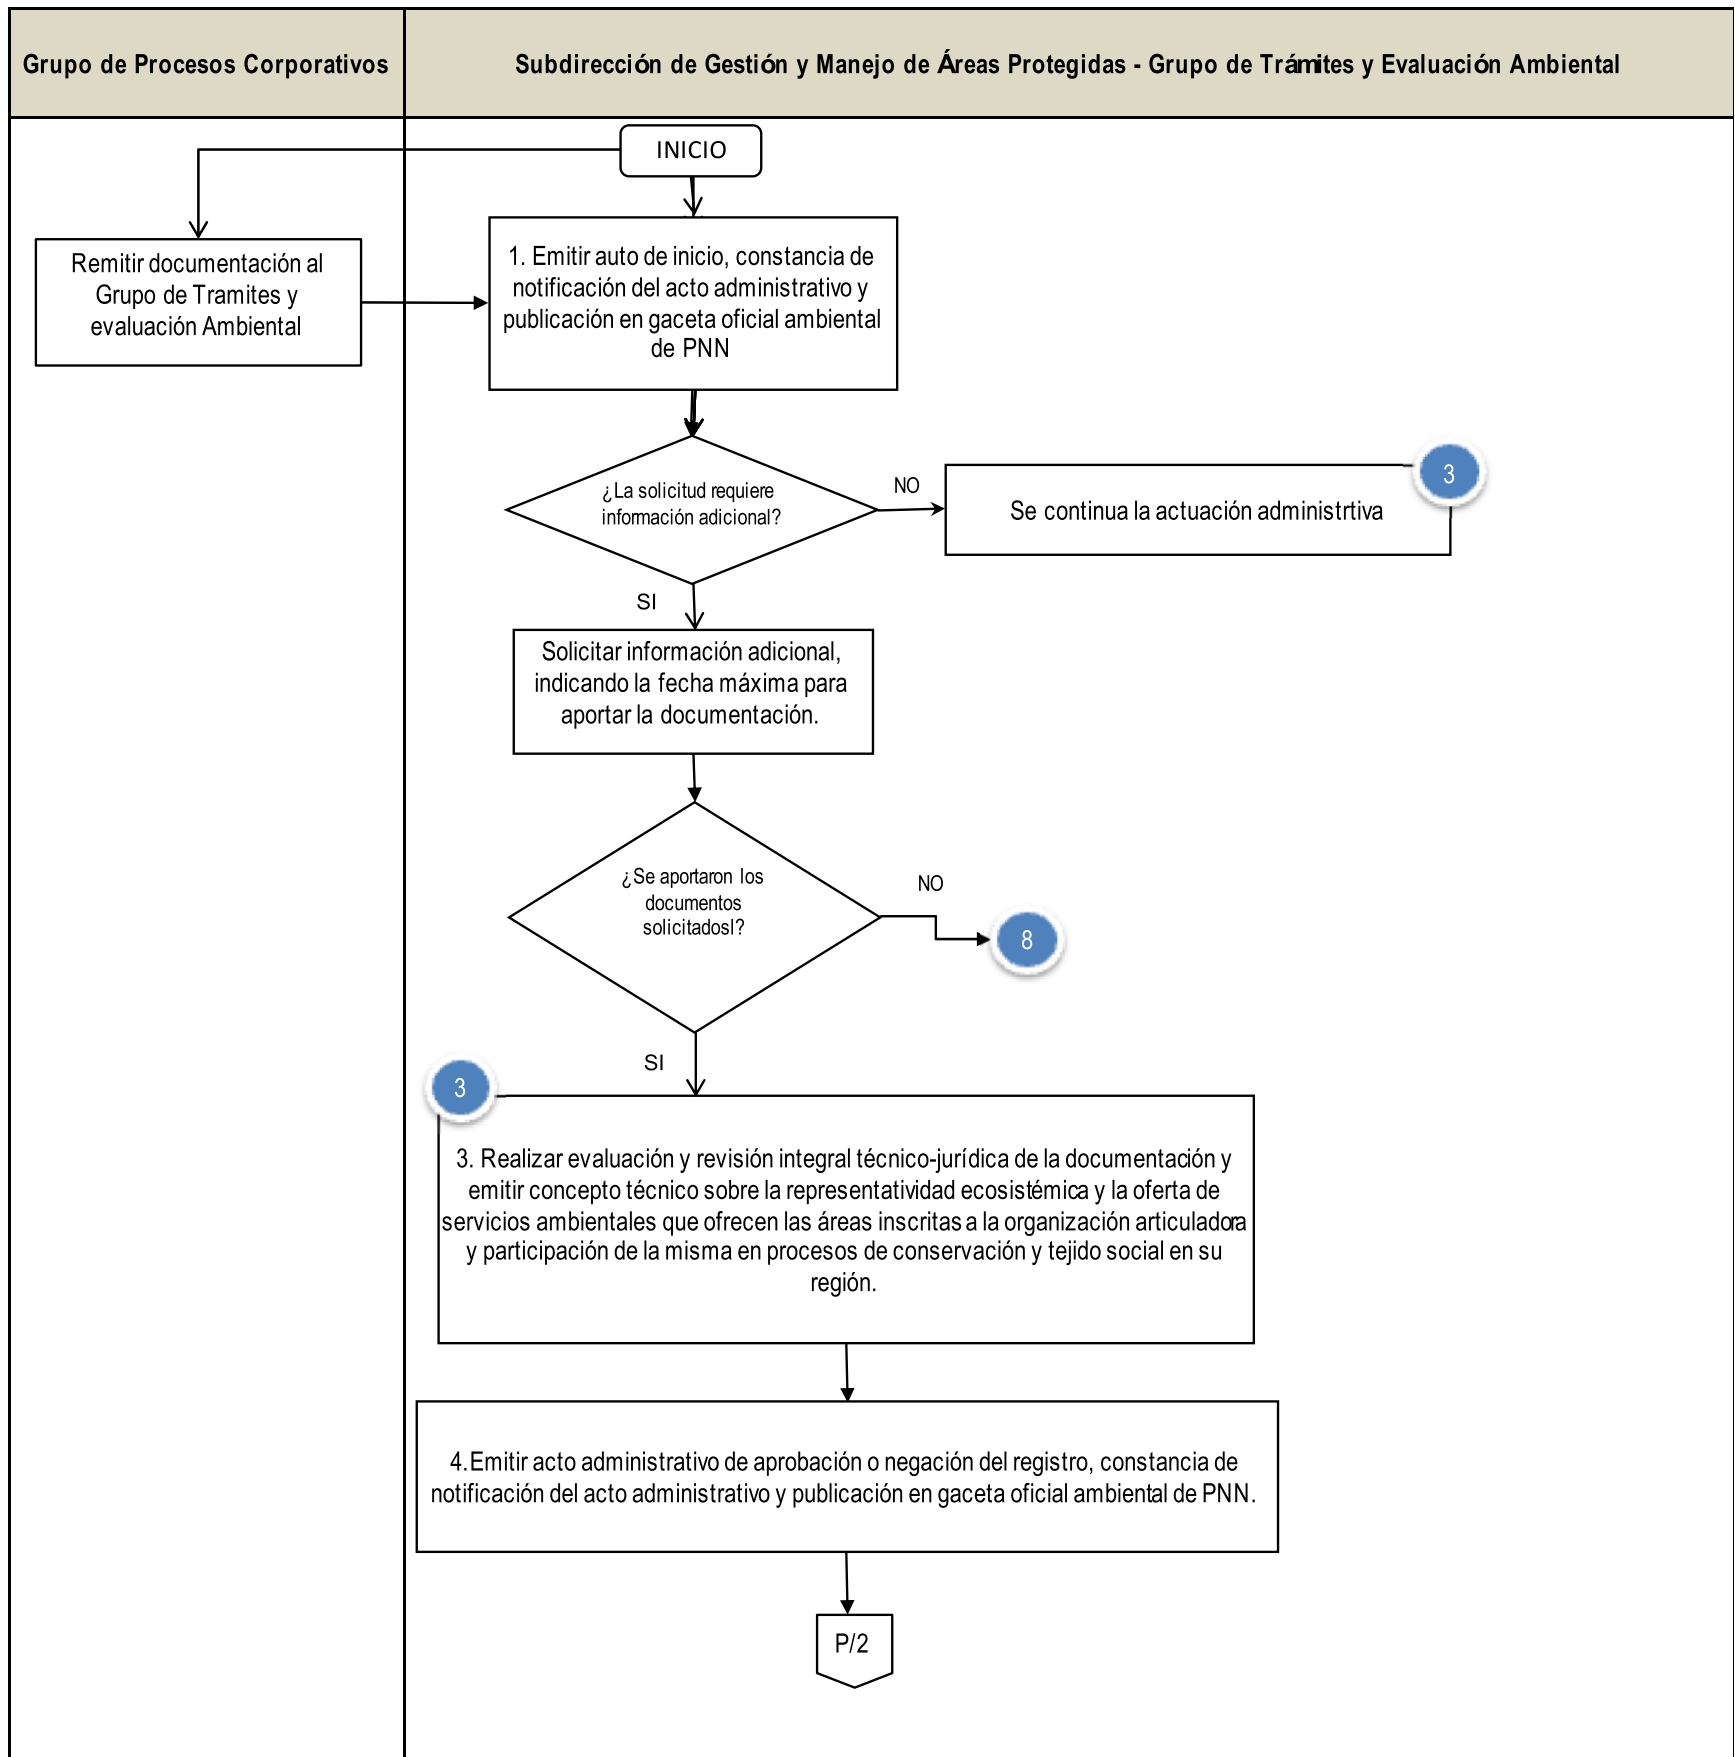 Grupo de Procesos Corporativos
Subdirección de Gestión y Manejo de Áreas Protegidas - Grupo de Trámites y Evaluación Ambiental
INICIO
Remitir documentación al
Grupo de Tramites y
evaluación Ambiental
1. Emitir auto de inicio, constancia de
notificación del acto administrativo y
publicación en gaceta oficial ambiental
de PNN
¿La solicitud requiere
información adicional?
NO
3
Se continua la actuación administrtiva
SI
Solicitar información adicional,
indicando la fecha máxima para
aportar la documentación.
¿Se aportaron los
documentos
solicitadosl?
NO
8
SI
3
3. Realizar evaluación y revisión integral técnico-jurídica de la documentación y
emitir concepto técnico sobre la representatividad ecosistémica y la oferta de
servicios ambientales que ofrecen las áreas inscritas a la organización articuladora
y participación de la misma en procesos de conservación y tejido social en su
región.
4.Emitir acto administrativo de aprobación o negación del registro, constancia de
notificación del acto administrativo y publicación en gaceta oficial ambiental de PNN.
P/2